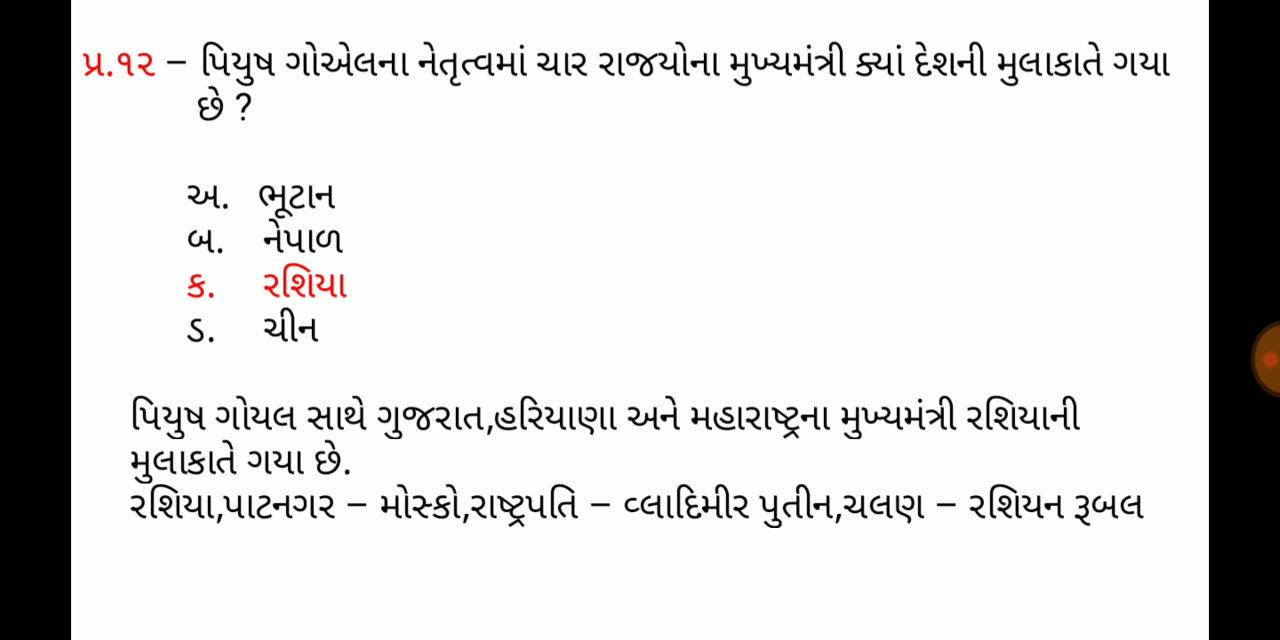 પ્ર.૧૨ – પિયુષ ગોએલના નેતૃત્વમાં ચાર રાજયોના મુખ્યમંત્રી ક્યાં દેશની મુલાકાતે ગયા
છે ?
અ. ભૂટાન
બ. નેપાળ
ક. રશિયા
ડ. ચીન
પિયુષ ગોયલ સાથે ગુજરાત,હરિયાણા અને મહારાષ્ટ્રના મુખ્યમંત્રી રશિયાની
મુલાકાતે ગયા છે.
રશિયા,પાટનગર – મોસ્કો,રાષ્ટ્રપતિ – વ્લાદિમીર પુતીન,ચલણ – રશિયન રૂબલ